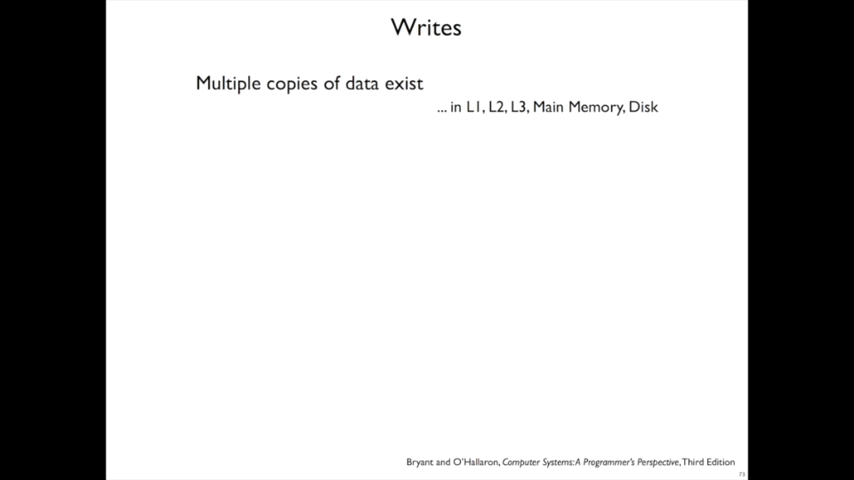 Writes
Multiple copies of data exist
... in L1, L2, L3, Main Memory, Disk
Bryant and O'Hallaron, Computer Systems: A Programmer's Perspective, Third Edition
73